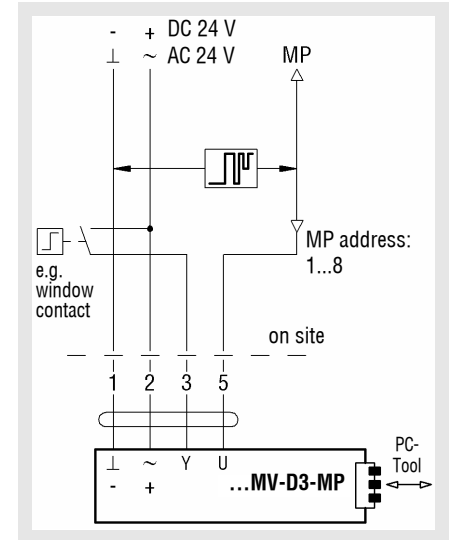 - + DC 24 V
⊥ ~ AC 24 V MP
MP address:
1...8
e.g.
window
contact
on site
1 2 3 5
⊥ ~ Y U
- +
...MV-D3-MP
PC-
Tool